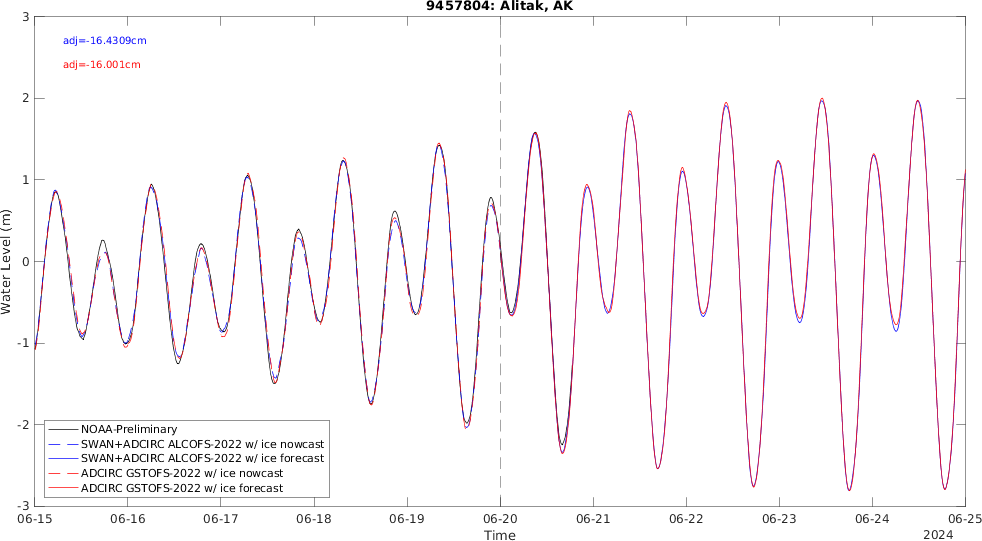 9457804: Alitak, AK
3
adj=-16.4309cm
adj=-16.001cm
2
1
0
-1
-2
-3
Water Level (m)
NOAA-Preliminary
SWAN+ADCIRC ALCOFS-2022 w/ ice nowcast
SWAN+ADCIRC ALCOFS-2022 w/ ice forecast
ADCIRC GSTOFS-2022 w/ ice nowcast
ADCIRC GSTOFS-2022 w/ ice forecast
06-15 06-16 06-17 06-18 06-19 06-20 06-21 06-22 06-23 06-24 06-25
Time
2024